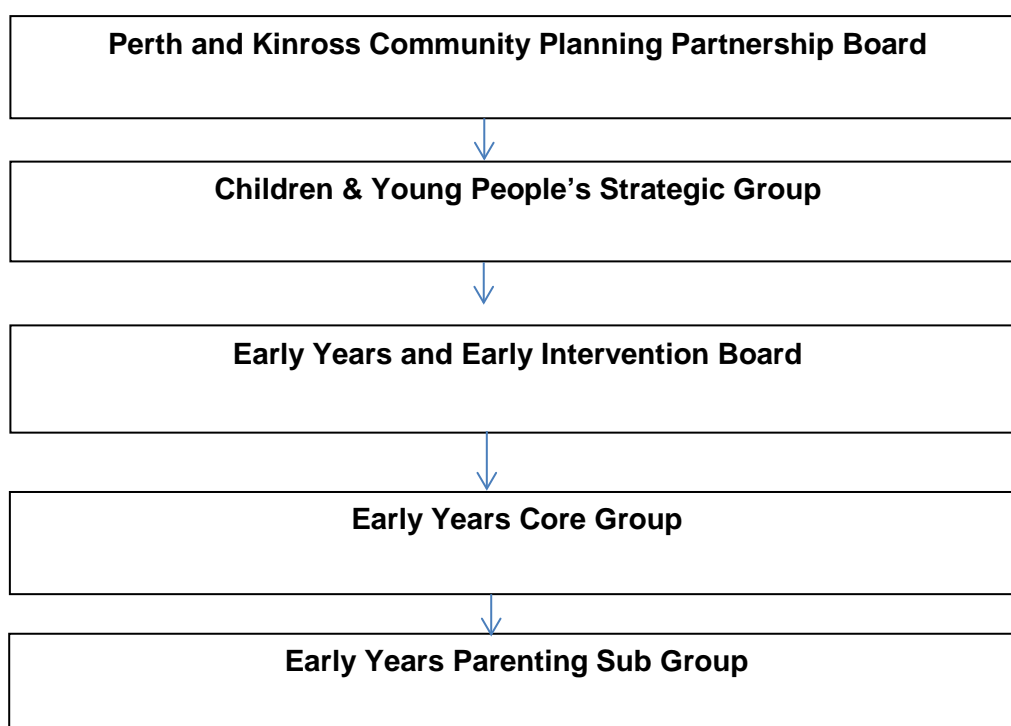 Perth and Kinross Community Planning Partnership Board
Children & Young People’s Strategic Group
Early Years and Early Intervention Board
Early Years Core Group
Early Years Parenting Sub Group